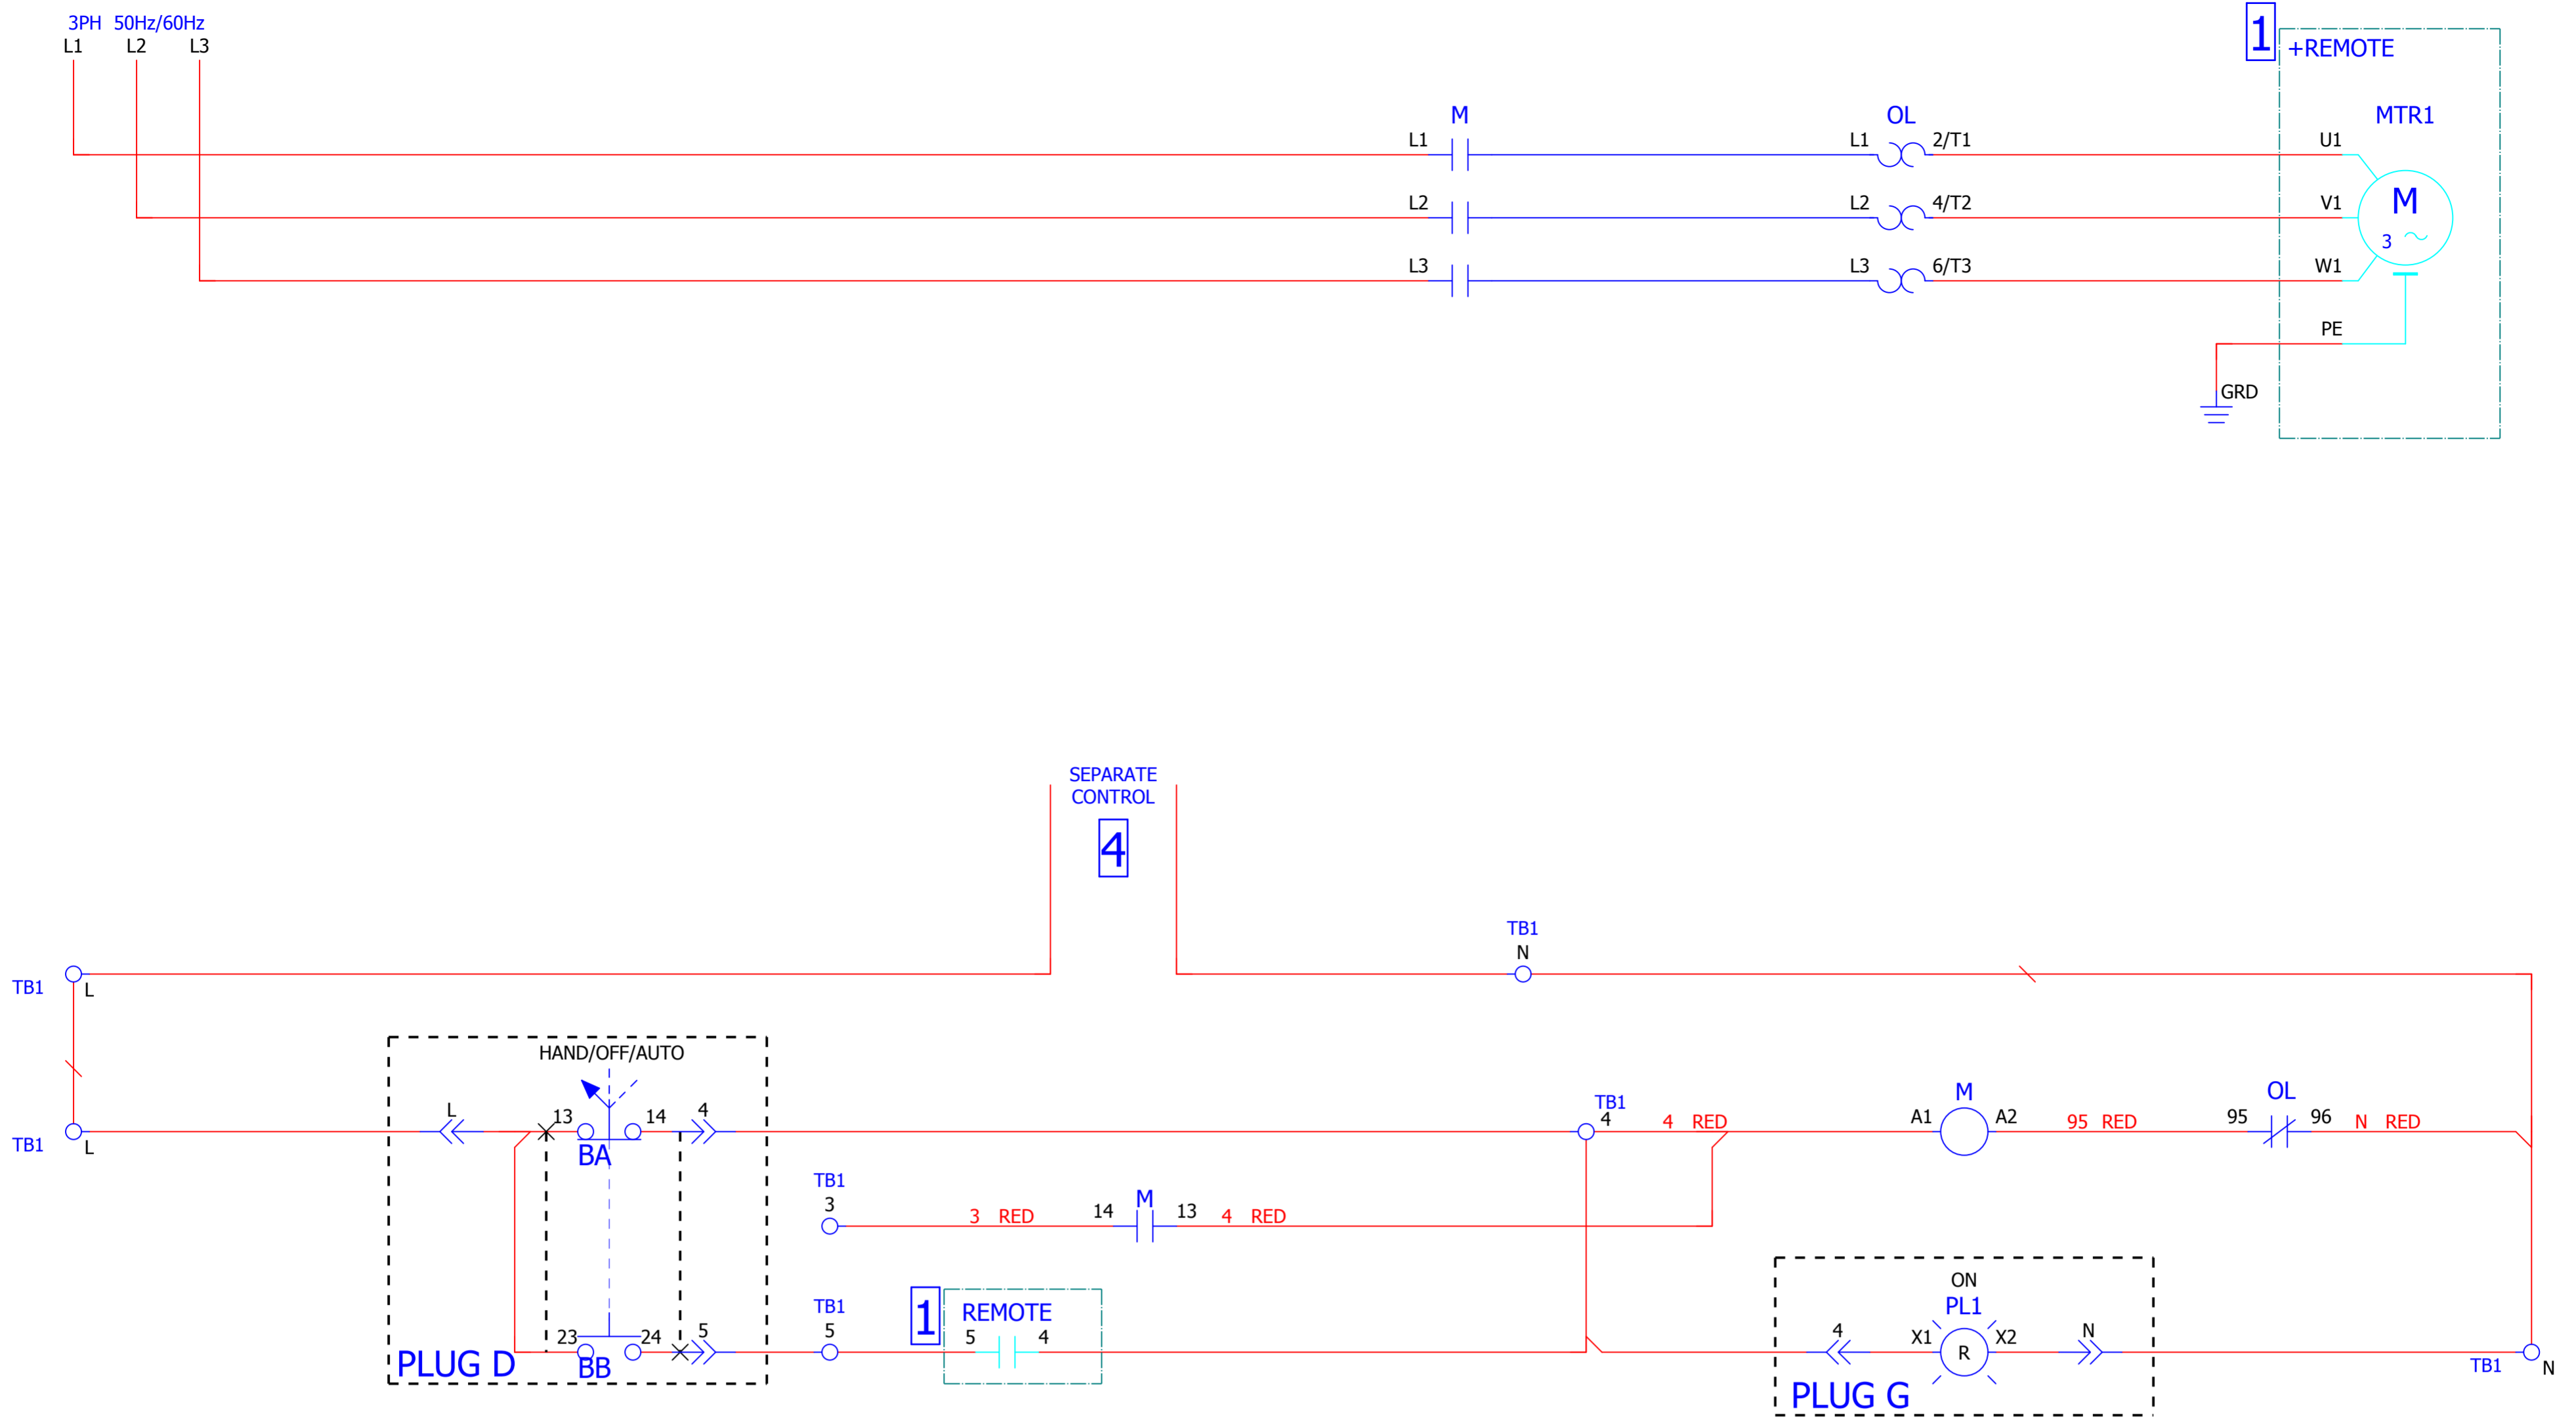 3PH 50Hz/60Hz
L1 L2 L3
1
+REMOTE
M OL MTR1
L1 L1 2/T1 U1
M
L2 L2 4/T2 V1
3
L3 L3 6/T3 W1
PE
GRD
SEPARATE
CONTROL
4
TB1
N
TB1 L
HAND/OFF/AUTO
L 13 14 4
TB1 L
BA
TB1
4 4 RED
M
A1 A2 95 RED
OL
95 96 N RED
TB1
3
3 RED 14 M 13 4 RED
TB1
5
1
REMOTE
5 4
23 24 5
BB
PLUG D
ON
PL1
4 X1 R X2 N
PLUG G
TB1 N